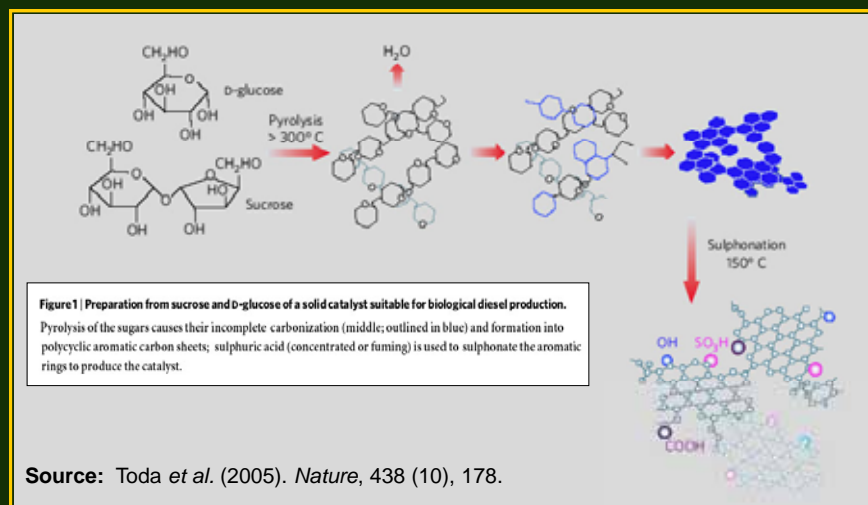 CH₂HO
O
OH
OH
OH
OH
D-glucose
CH₂HO
O
OH
OH
OH
O
CH₂HO
O
HO
OH
OH
Sucrose
Pyrolysis
> 300° C
H₂O
Sulphonation
150° C
OH
SO₃H
COOH
Figure 1 | Preparation from sucrose and D-glucose of a solid catalyst suitable for biological diesel production.
Pyrolysis of the sugars causes their incomplete carbonization (middle; outlined in blue) and formation into
polycyclic aromatic carbon sheets; sulphuric acid (concentrated or fuming) is used to sulphonate the aromatic
rings to produce the catalyst.
Source: Toda et al. (2005). Nature, 438 (10), 178.